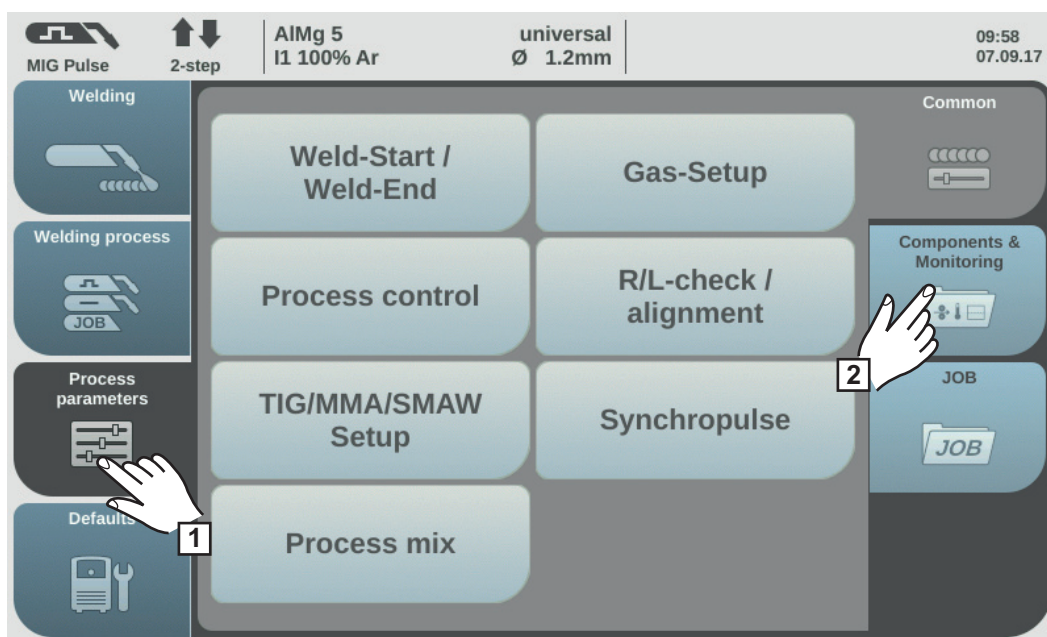 MIG Pulse
2-step
AlMg 5
I1 100% Ar
universal
Ø 1.2mm
09:58
07.09.17
Welding
Welding process
JOB
Process
parameters
Defaults
1
Weld-Start /
Weld-End
Gas-Setup
Process control
R/L-check /
alignment
TIG/MMA/SMAW
Setup
Synchropulse
Process mix
Common
Components &
Monitoring
2
JOB
JOB